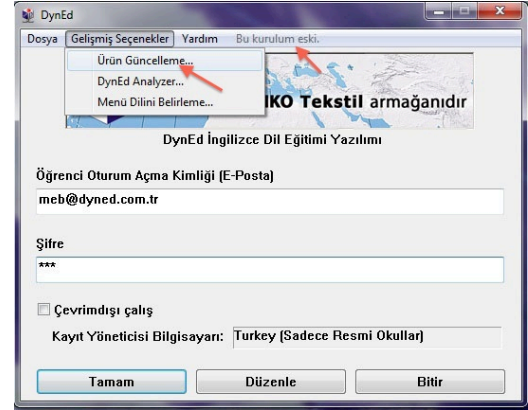 DynEd
Dosya Gelişmiş Seçenekler Yardım Bu kurulum eski.
Ürün Güncelleme...
DynEd Analyzer...
Menü Dilini Belirleme...
KO Tekstil armağanıdır
DynEd İngilizce Dil Eğitimi Yazılımı
Öğrenci Oturum Açma Kimliği (E-Posta)
meb@dyned.com.tr
Şifre
***
Çevrimdışı çalış
Kayıt Yöneticisi Bilgisayarı: Turkey (Sadece Resmi Okullar)
Tamam Düzenle Bitir